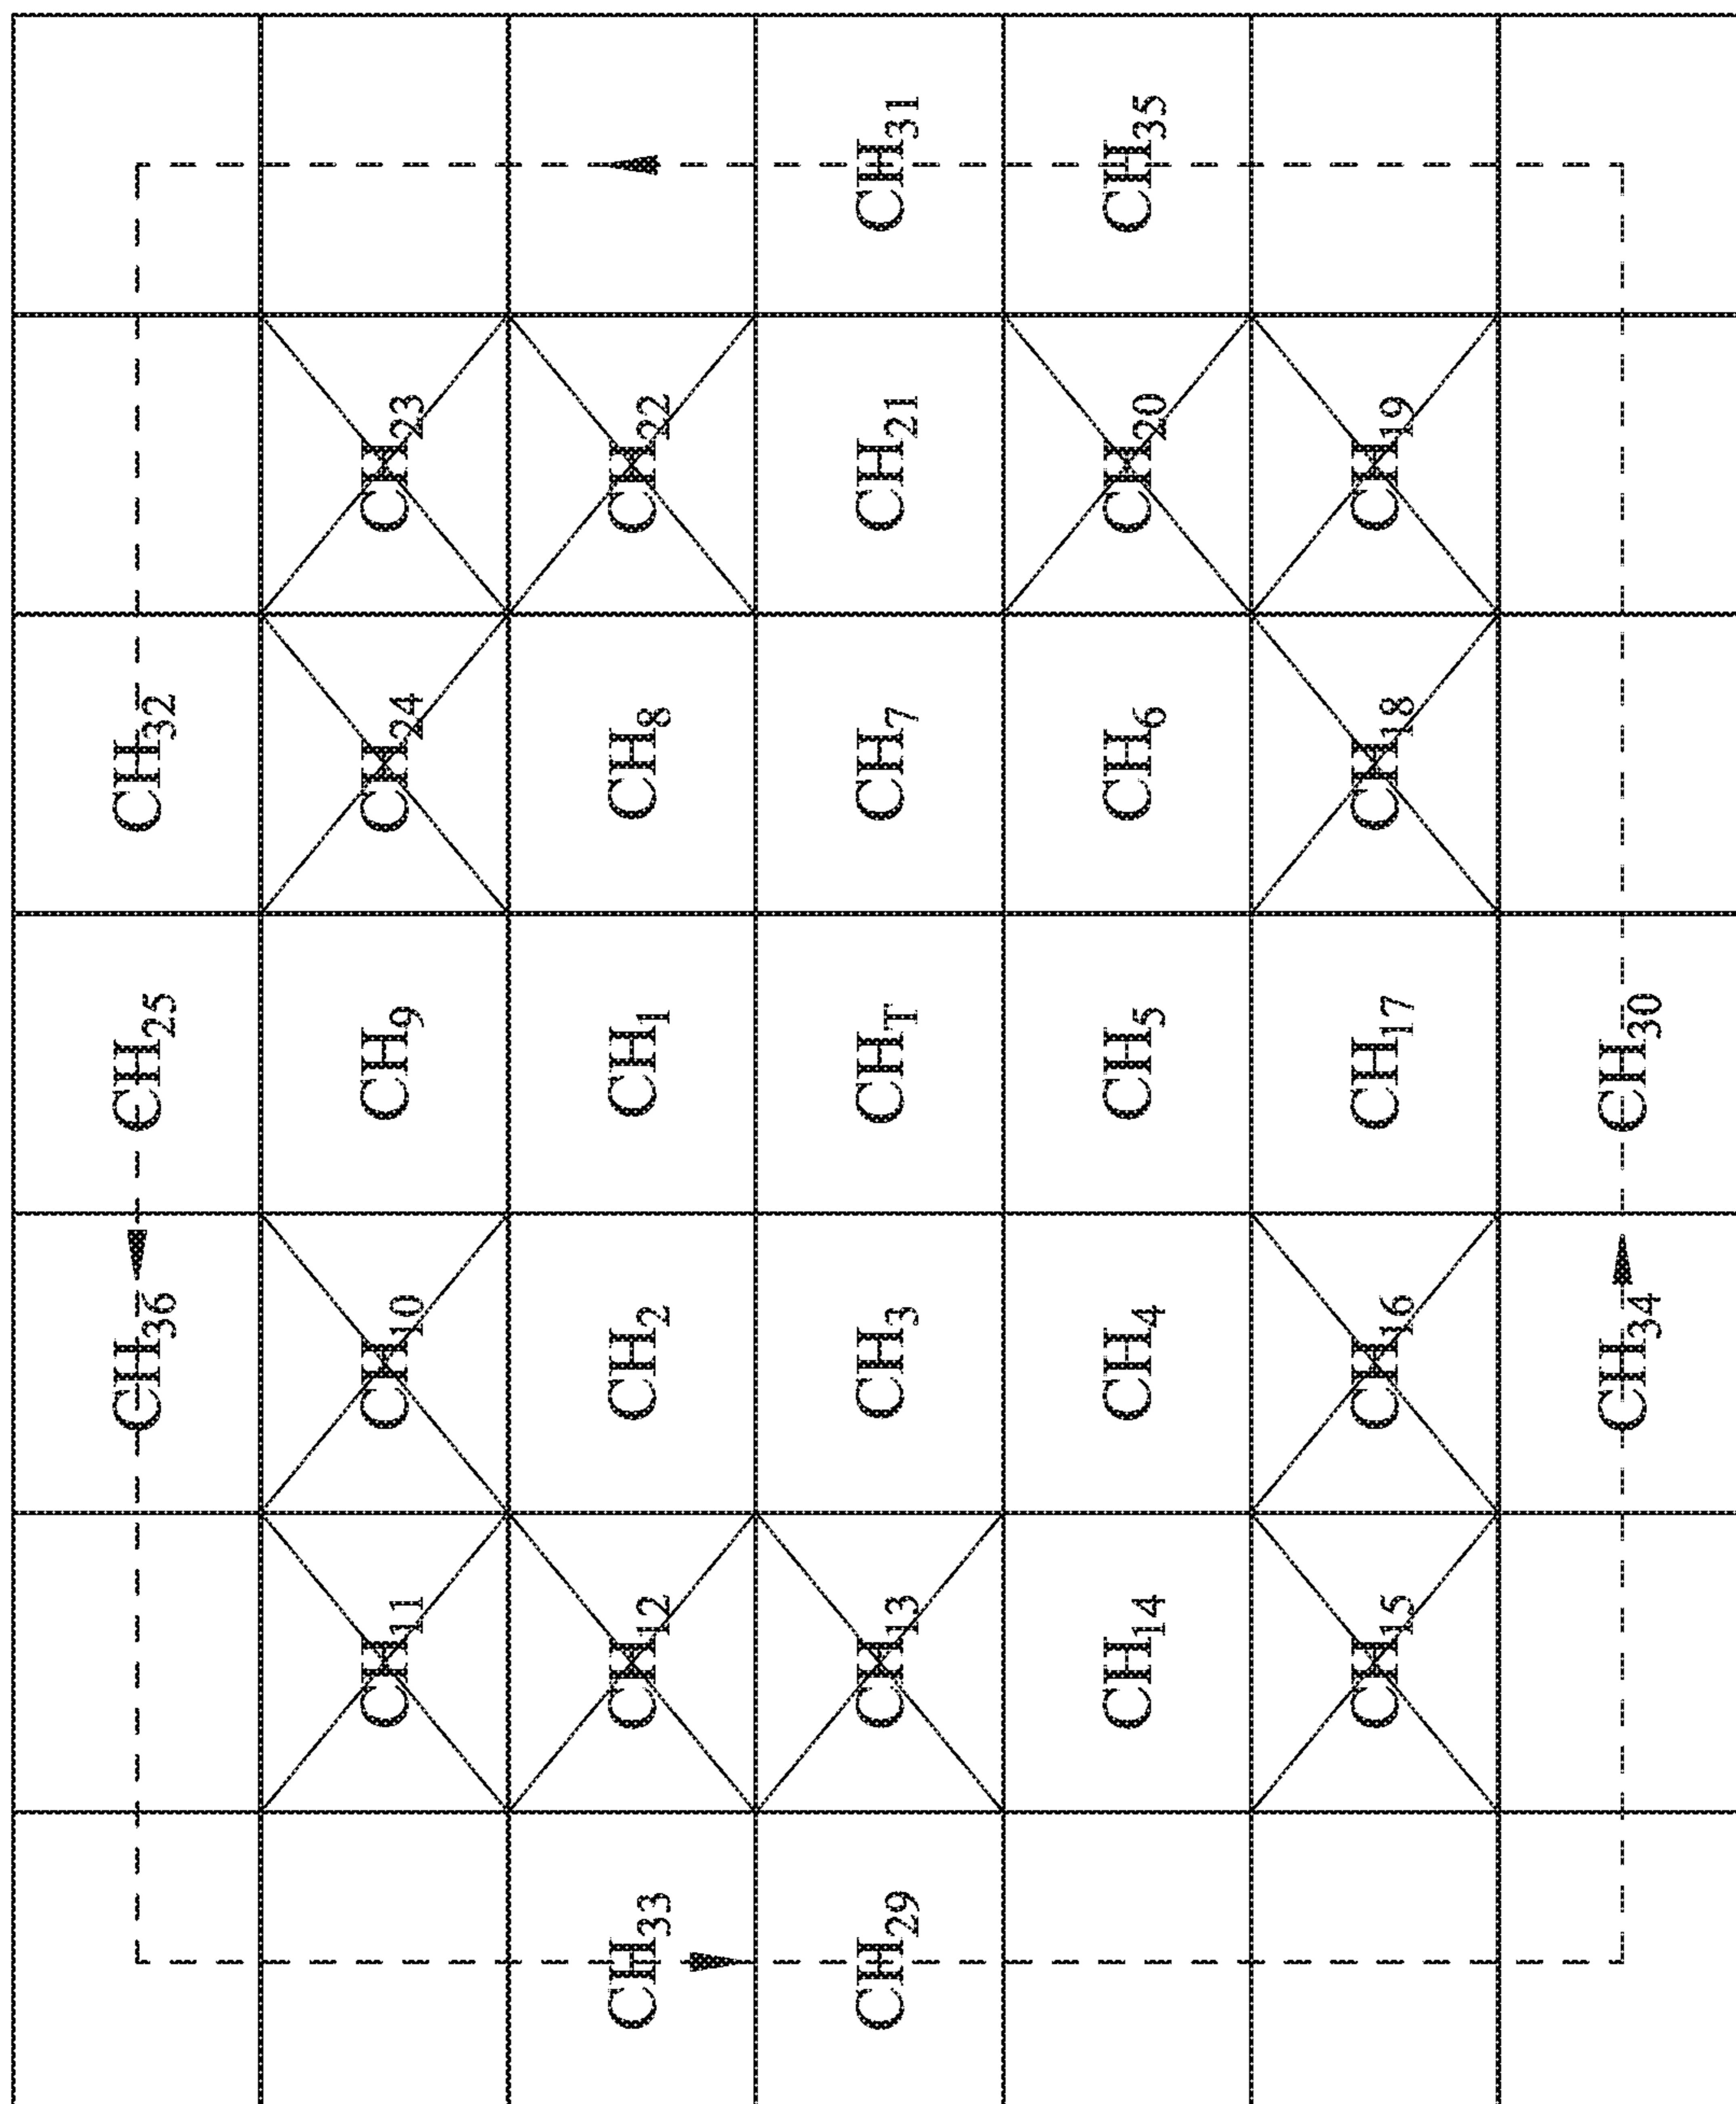 CH₃₆ CH₂₅ CH₃₂
CH₁₁ CH₁₀ CH₉ CH₂₄ CH₂₃
CH₃₃ CH₁₂ CH₂ CH₁ CH₈ CH₂₂
CH₂₉ CH₁₃ CH₃ CH_T CH₇ CH₂₁ CH₃₁
CH₁₄ CH₄ CH₅ CH₆ CH₂₀ CH₃₅
CH₁₅ CH₁₆ CH₁₇ CH₁₈ CH₁₉
CH₃₄ CH₃₀